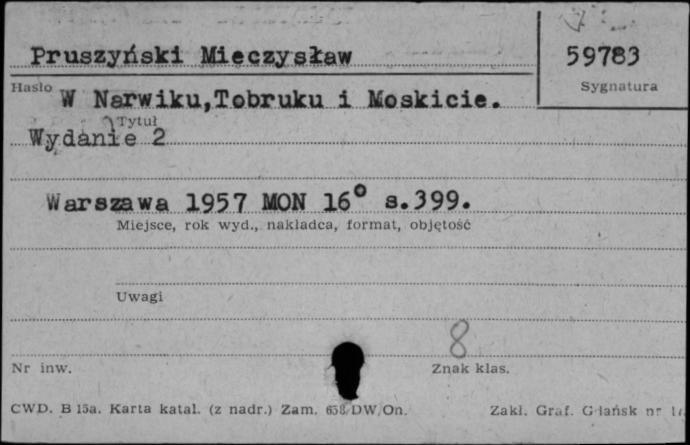 Pruszyński Mieczysław
59783
Hasło
Sygnatura
W Narwiku,Tobruku i Moskicie.
Tytuł
Wydanie 2
Warszawa 1957 MON 16° s.399.
Miejsce, rok wyd., nakładca, format, objętość
Uwagi
8
Nr inw.
Znak klas.
CWD. B 15a. Karta katal. (z nadr.) Zam. 658/DW/On.
Zakł. Graf. Gdańsk nr